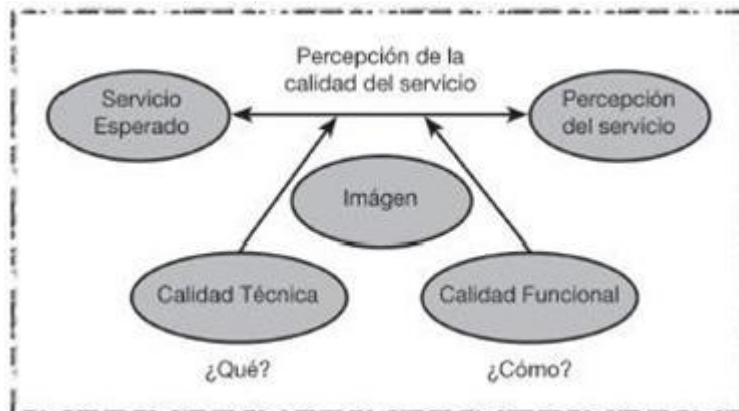 Percepción de la
calidad del servicio
Servicio
Esperado
Percepción
del servicio
Imágen
Calidad Técnica
Calidad Funcional
¿Qué?
¿Cómo?